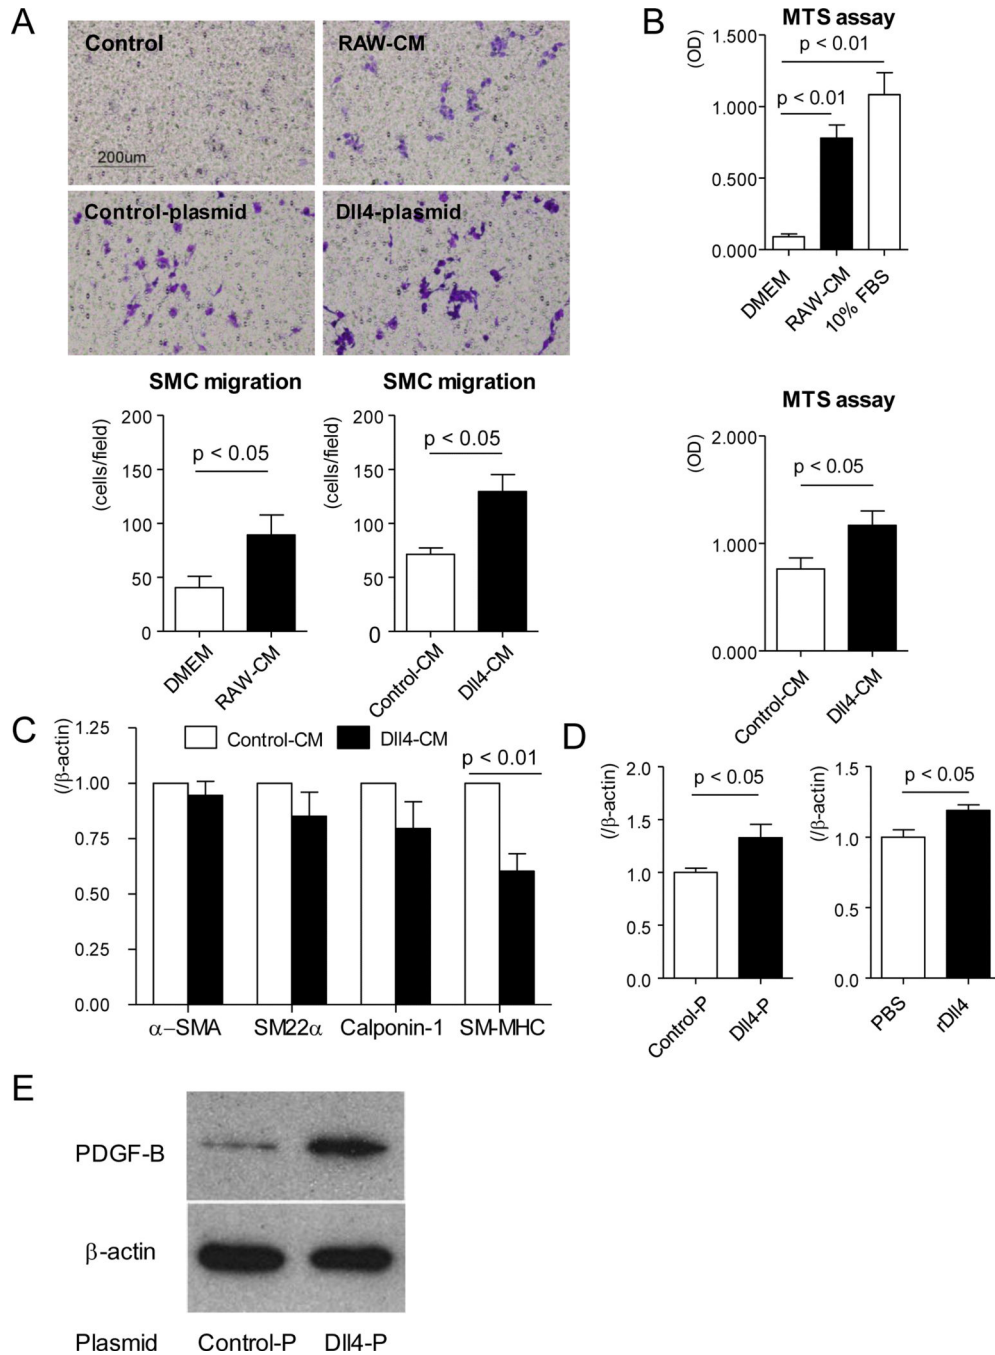 A
Control
RAW-CM
200um
Control-plasmid
Dll4-plasmid
SMC migration
(cells/field)
200
150
100
50
0
p < 0.05
DMEM
RAW-CM
SMC migration
(cells/field)
200
150
100
50
0
p < 0.05
Control-CM
Dll4-CM
B
MTS assay
(OD)
1.500
1.000
0.500
0.000
p < 0.01
p < 0.01
DMEM
RAW-CM
10% FBS
MTS assay
(OD)
2.000
1.000
0.000
p < 0.05
Control-CM
Dll4-CM
C
(/β-actin)
1.25
1.00
0.75
0.50
0.25
0.00
Control-CM
Dll4-CM
p < 0.01
α-SMA
SM22α
Calponin-1
SM-MHC
D
(/β-actin)
2.0
1.5
1.0
0.5
0.0
p < 0.05
Control-P
Dll4-P
(/β-actin)
1.5
1.0
0.5
0.0
p < 0.05
PBS
rDll4
E
PDGF-B
β-actin
Plasmid Control-P Dll4-P